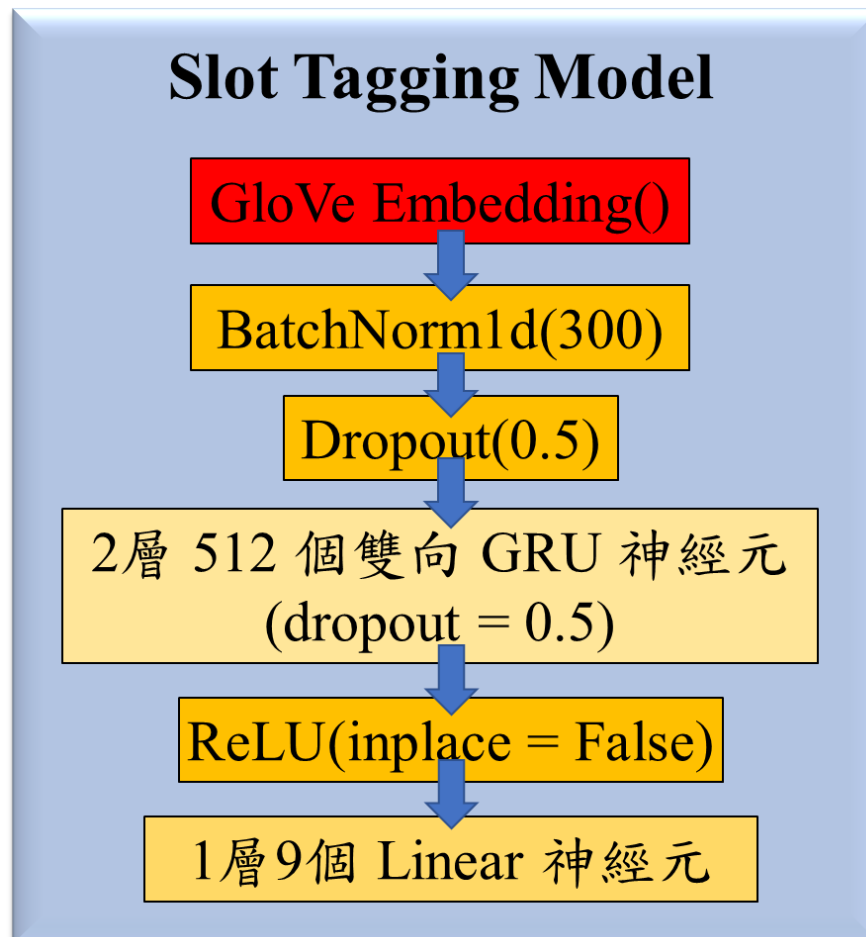 Slot Tagging Model
GloVe Embedding()
BatchNorm1d(300)
Dropout(0.5)
2層 512 個雙向 GRU 神經元
(dropout = 0.5)
ReLU(inplace = False)
1層9個 Linear 神經元